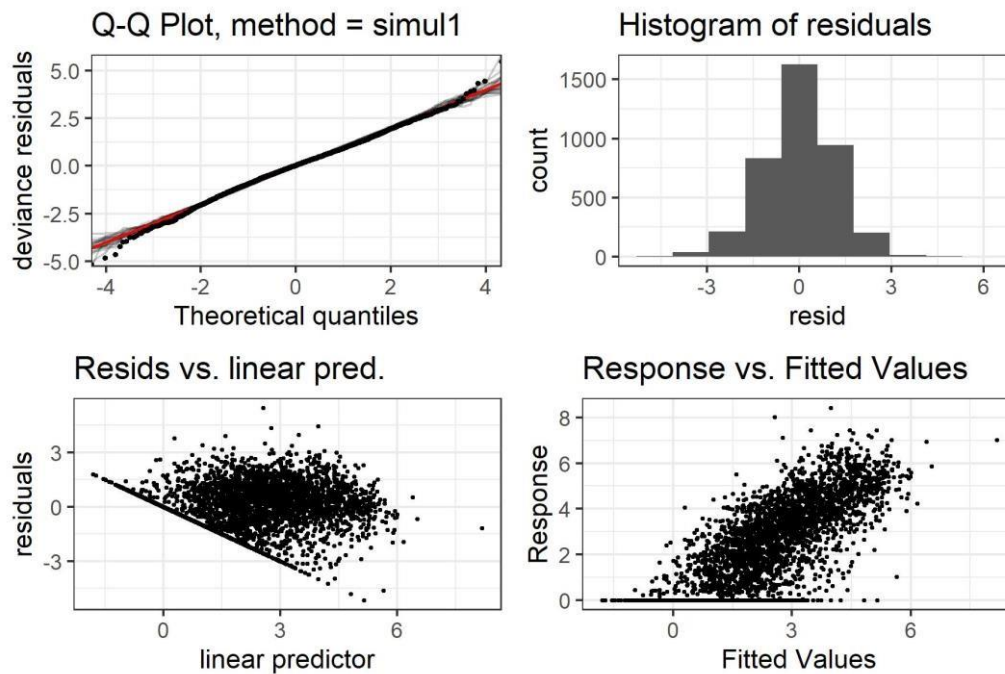 Q-Q Plot, method = simul1
deviance residuals
5.0
2.5
0.0
-2.5
-5.0
-4
-2
0
2
4
Theoretical quantiles
Histogram of residuals
count
1500
1000
500
0
-3
0
3
6
resid
Resids vs. linear pred.
residuals
3
0
-3
0
3
6
linear predictor
Response vs. Fitted Values
Response
8
6
4
2
0
0
3
6
Fitted Values